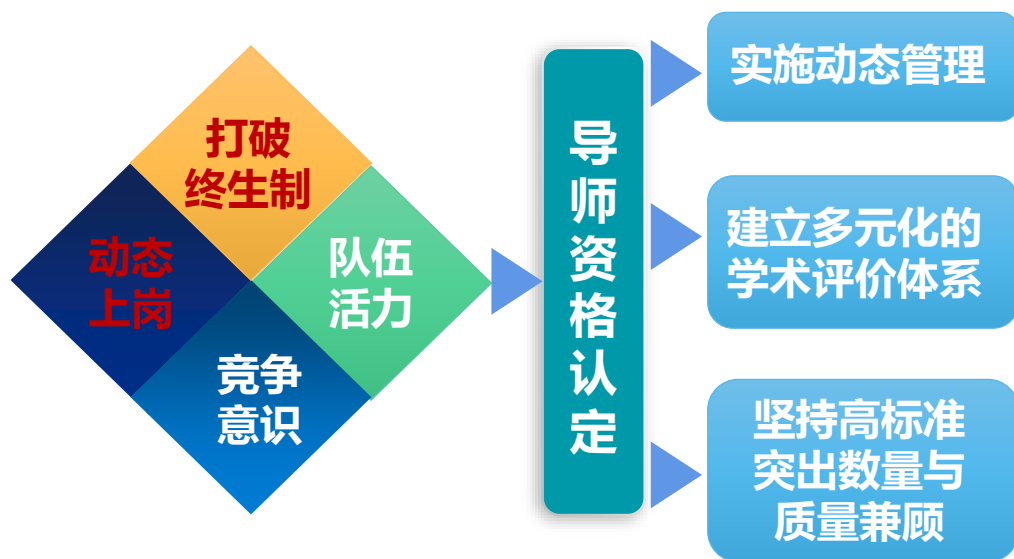 打破
终生制
动态
上岗
队伍
活力
竞争
意识
导师资格认定
实施动态管理
建立多元化的
学术评价体系
坚持高标准
突出数量与
质量兼顾